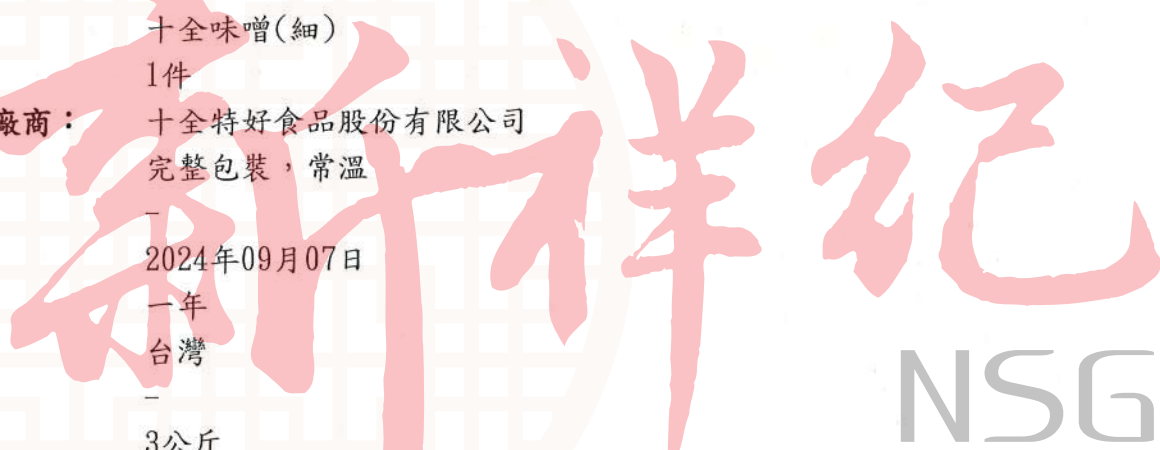 十全味噌(細)
1件
廠商： 十全特好食品股份有限公司
完整包裝，常溫
-
2024年09月07日
一年
台灣
-
3公斤
新祥纪
NSG